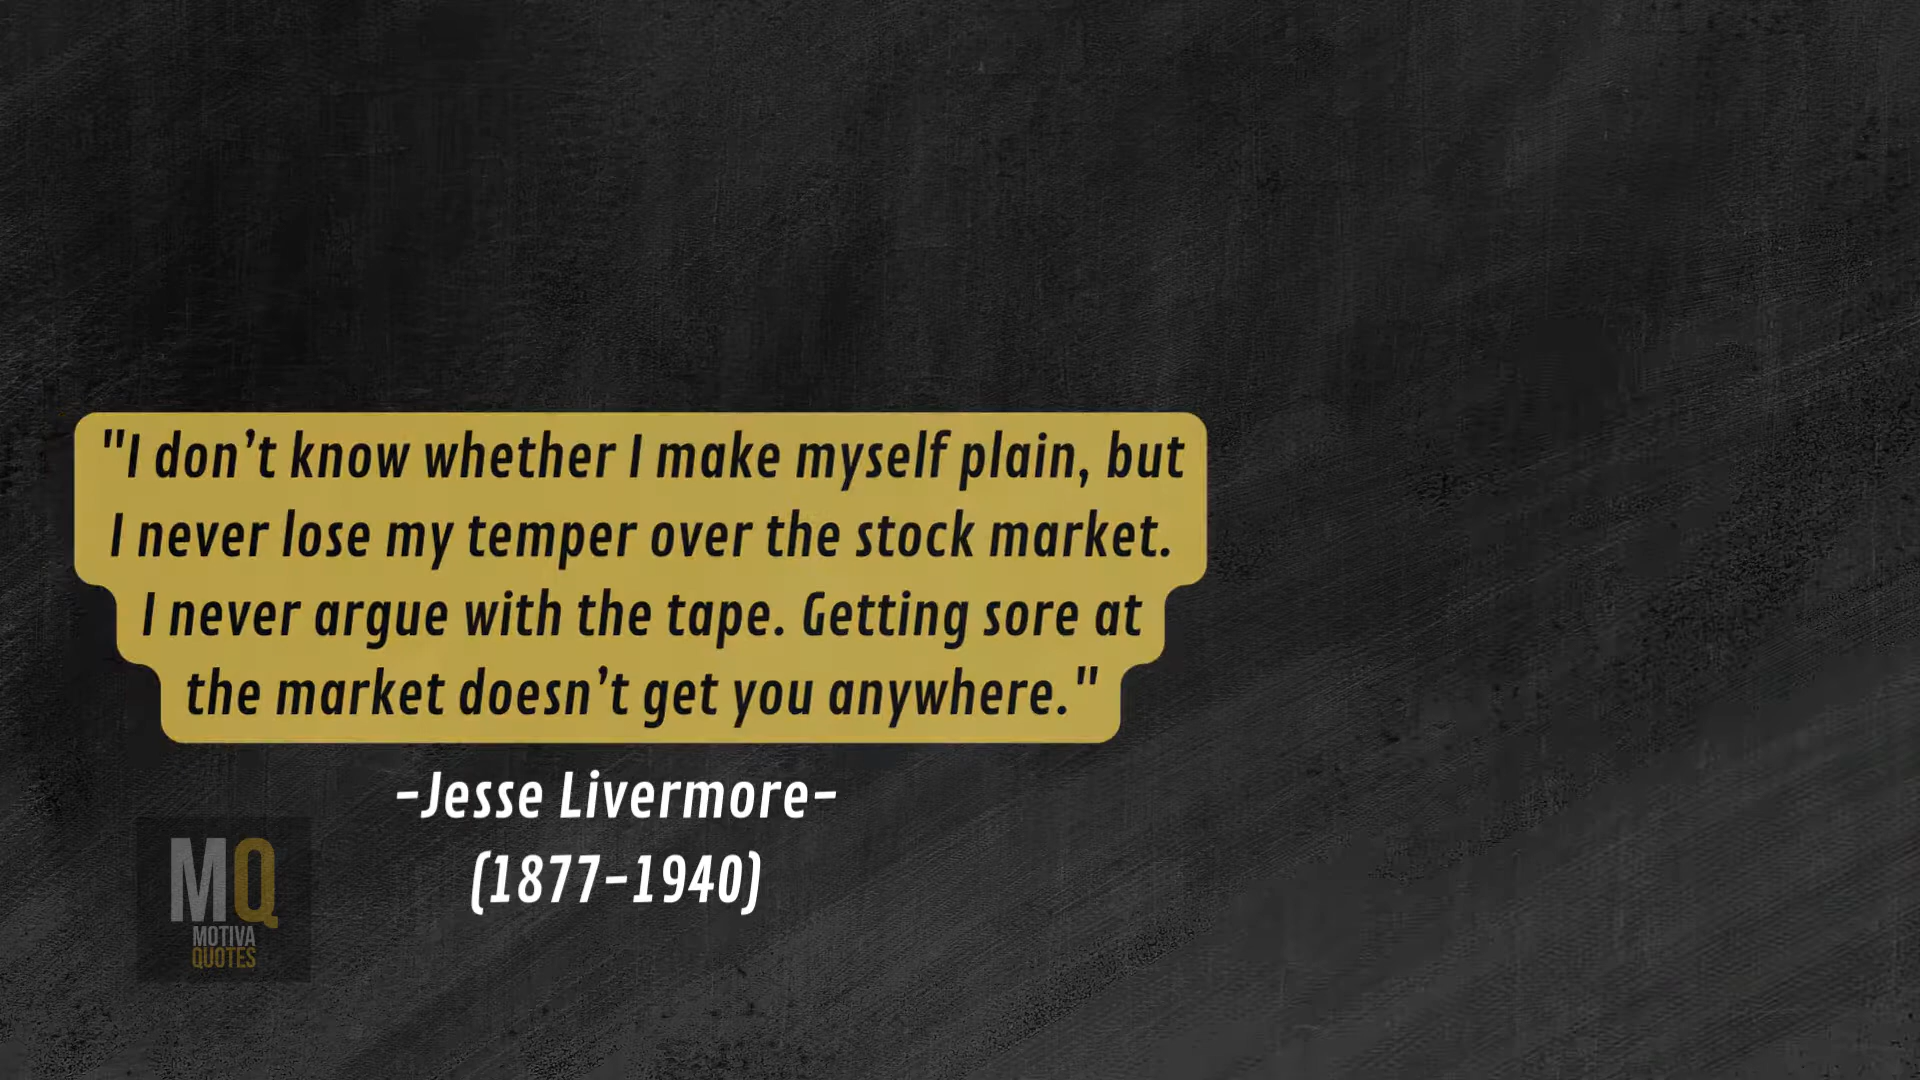 "I don’t know whether I make myself plain, but
I never lose my temper over the stock market.
I never argue with the tape. Getting sore at
the market doesn’t get you anywhere."
-Jesse Livermore-
(1877-1940)
MQ
MOTIVA
QUOTES